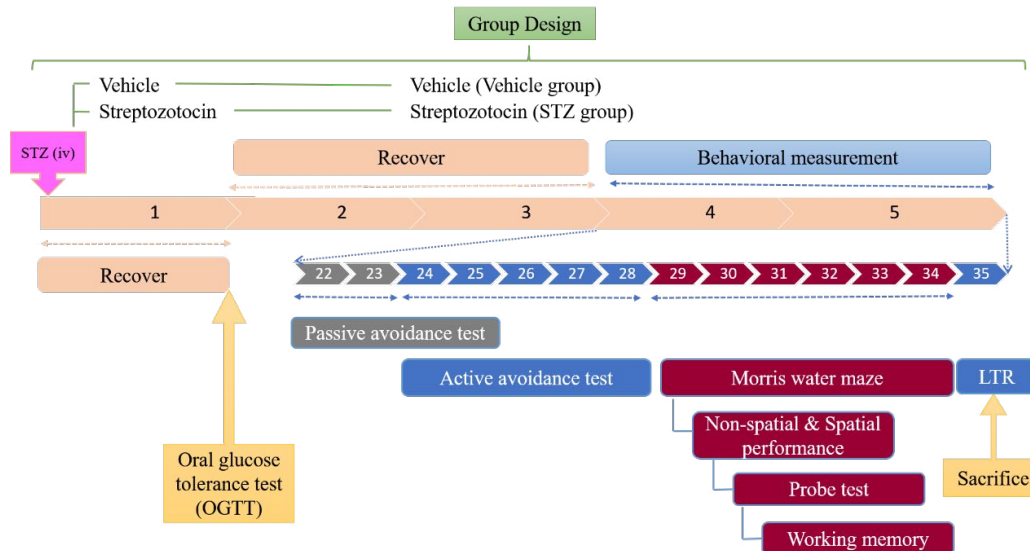 Group Design
Vehicle
Vehicle (Vehicle group)
Streptozotocin
Streptozotocin (STZ group)
STZ (iv)
Recover
Behavioral measurement
1
2
3
4
5
Recover
22
23
24
25
26
27
28
29
30
31
32
33
34
35
Passive avoidance test
Active avoidance test
Morris water maze
LTR
Non-spatial & Spatial
performance
Oral glucose
tolerance test
(OGTT)
Probe test
Sacrifice
Working memory